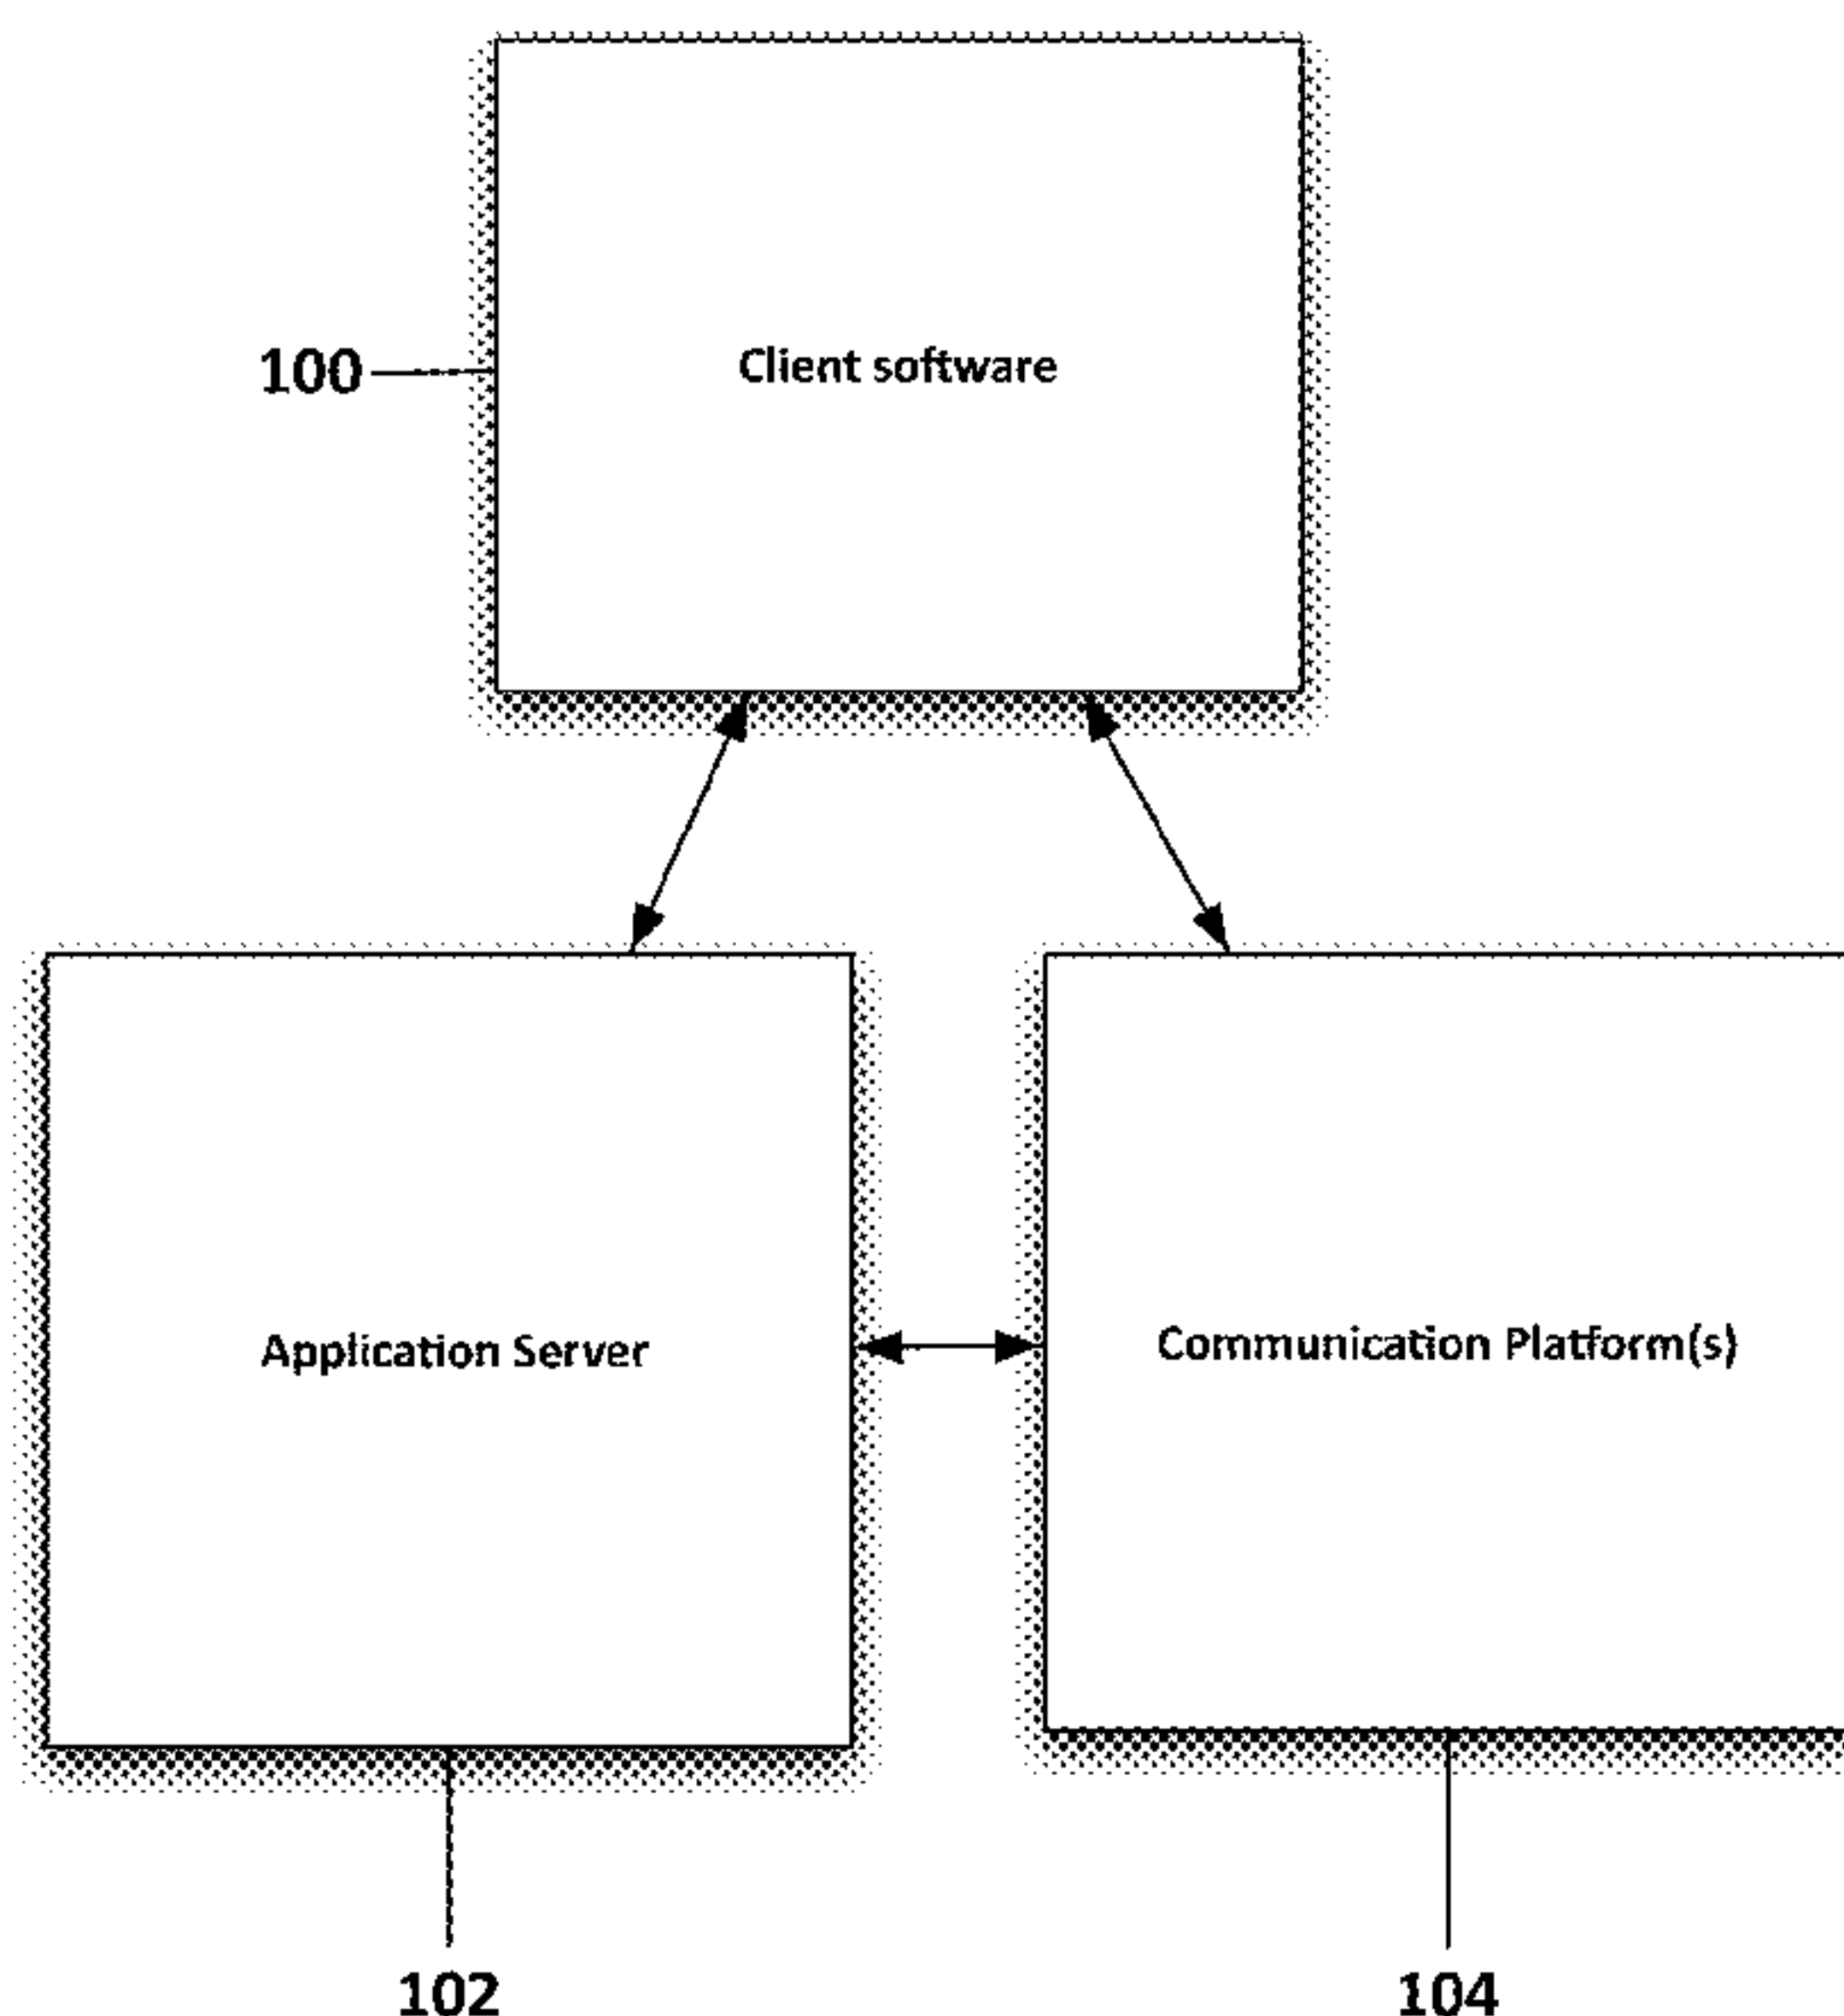 100
Client software
Application Server
Communication Platform(s)
102
104